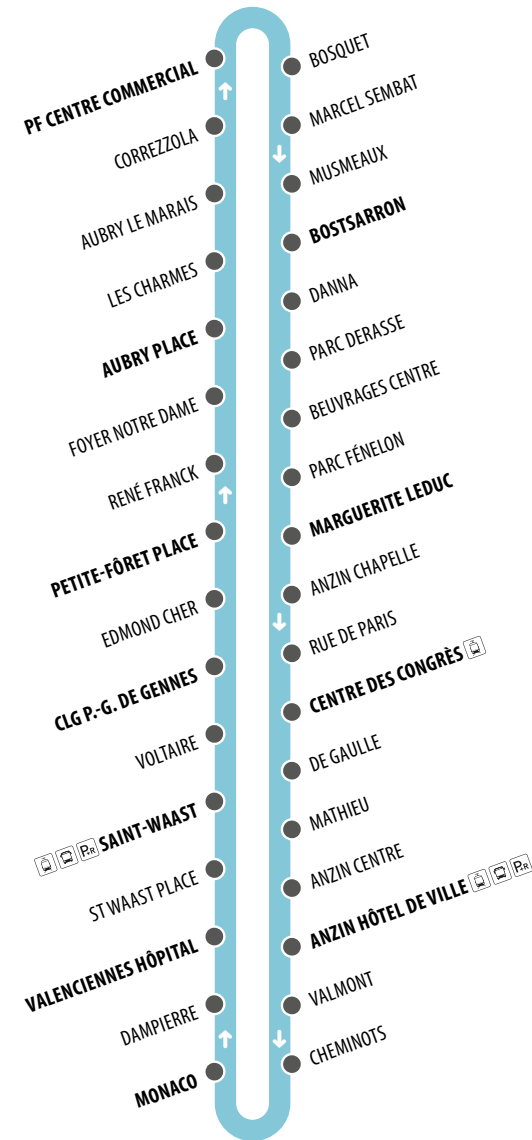 PF CENTRE COMMERCIAL
CORREZZOLA
AUBRY LE MARAIS
LES CHARMES
AUBRY PLACE
FOYER NOTRE DAME
RENÉ FRANCK
PETITE-FÔRET PLACE
EDMOND CHER
CLG P.-G. DE GENNES
VOLTAIRE
P+R SAINT-WAAST
ST WAAST PLACE
VALENCIENNES HÔPITAL
DAMPIERRE
MONACO
BOSQUET
MARCEL SEMBAT
MUSMEAUX
BOSTSARRON
DANNA
PARC DERASSE
BEUVRAGES CENTRE
PARC FÉNELON
MARGUERITE LEDUC
ANZIN CHAPELLE
RUE DE PARIS
CENTRE DES CONGRÈS
DE GAULLE
MATHIEU
ANZIN CENTRE
ANZIN HÔTEL DE VILLE P+R
VALMONT
CHEMINOTS